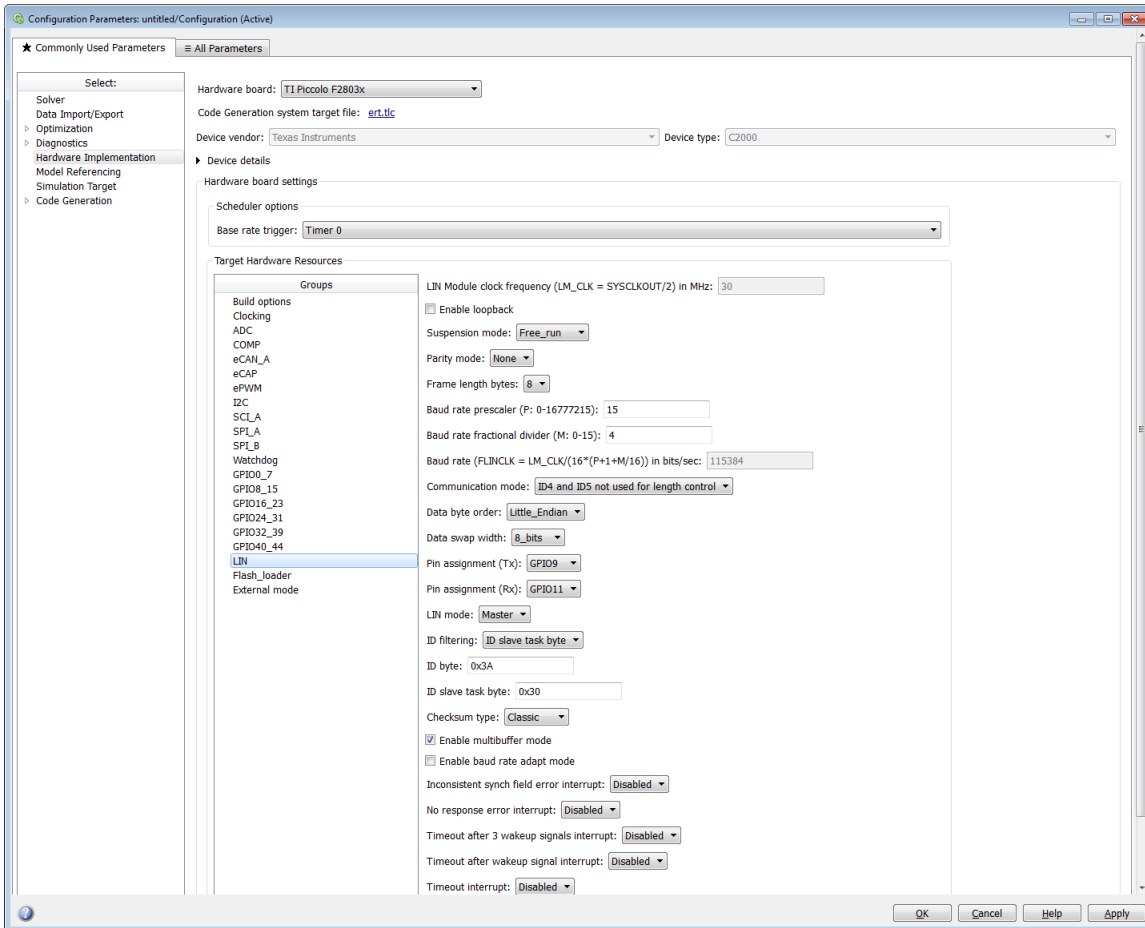 Configuration Parameters: untitled/Configuration (Active)
★ Commonly Used Parameters
≡ All Parameters
Select:
Solver
Data Import/Export
Optimization
Diagnostics
Hardware Implementation
Model Referencing
Simulation Target
Code Generation
Hardware board: TI Piccolo F2803x
Code Generation system target file: ert.tlc
Device vendor: Texas Instruments
Device type: C2000
Device details
Hardware board settings
Scheduler options
Base rate trigger: Timer 0
Target Hardware Resources
Groups
Build options
Clocking
ADC
COMP
eCAN_A
eCAP
ePWM
I2C
SCI_A
SPI_A
SPI_B
Watchdog
GPIO0_7
GPIO8_15
GPIO16_23
GPIO24_31
GPIO32_39
GPIO40_44
LIN
Flash_loader
External mode
LIN Module clock frequency (LM_CLK = SYSCLKOUT/2) in MHz: 30
Enable loopback
Suspension mode: Free_run
Parity mode: None
Frame length bytes: 8
Baud rate prescaler (P: 0-16777215): 15
Baud rate fractional divider (M: 0-15): 4
Baud rate (FLINCLK = LM_CLK/(16*(P+1+M/16)) in bits/sec: 115384
Communication mode: ID4 and ID5 not used for length control
Data byte order: Little_Endian
Data swap width: 8_bits
Pin assignment (Tx): GPIO9
Pin assignment (Rx): GPIO11
LIN mode: Master
ID filtering: ID slave task byte
ID byte: 0x3A
ID slave task byte: 0x30
Checksum type: Classic
Enable multibuffer mode
Enable baud rate adapt mode
Inconsistent synch field error interrupt: Disabled
No response error interrupt: Disabled
Timeout after 3 wakeup signals interrupt: Disabled
Timeout after wakeup signal interrupt: Disabled
Timeout interrupt: Disabled
OK
Cancel
Help
Apply